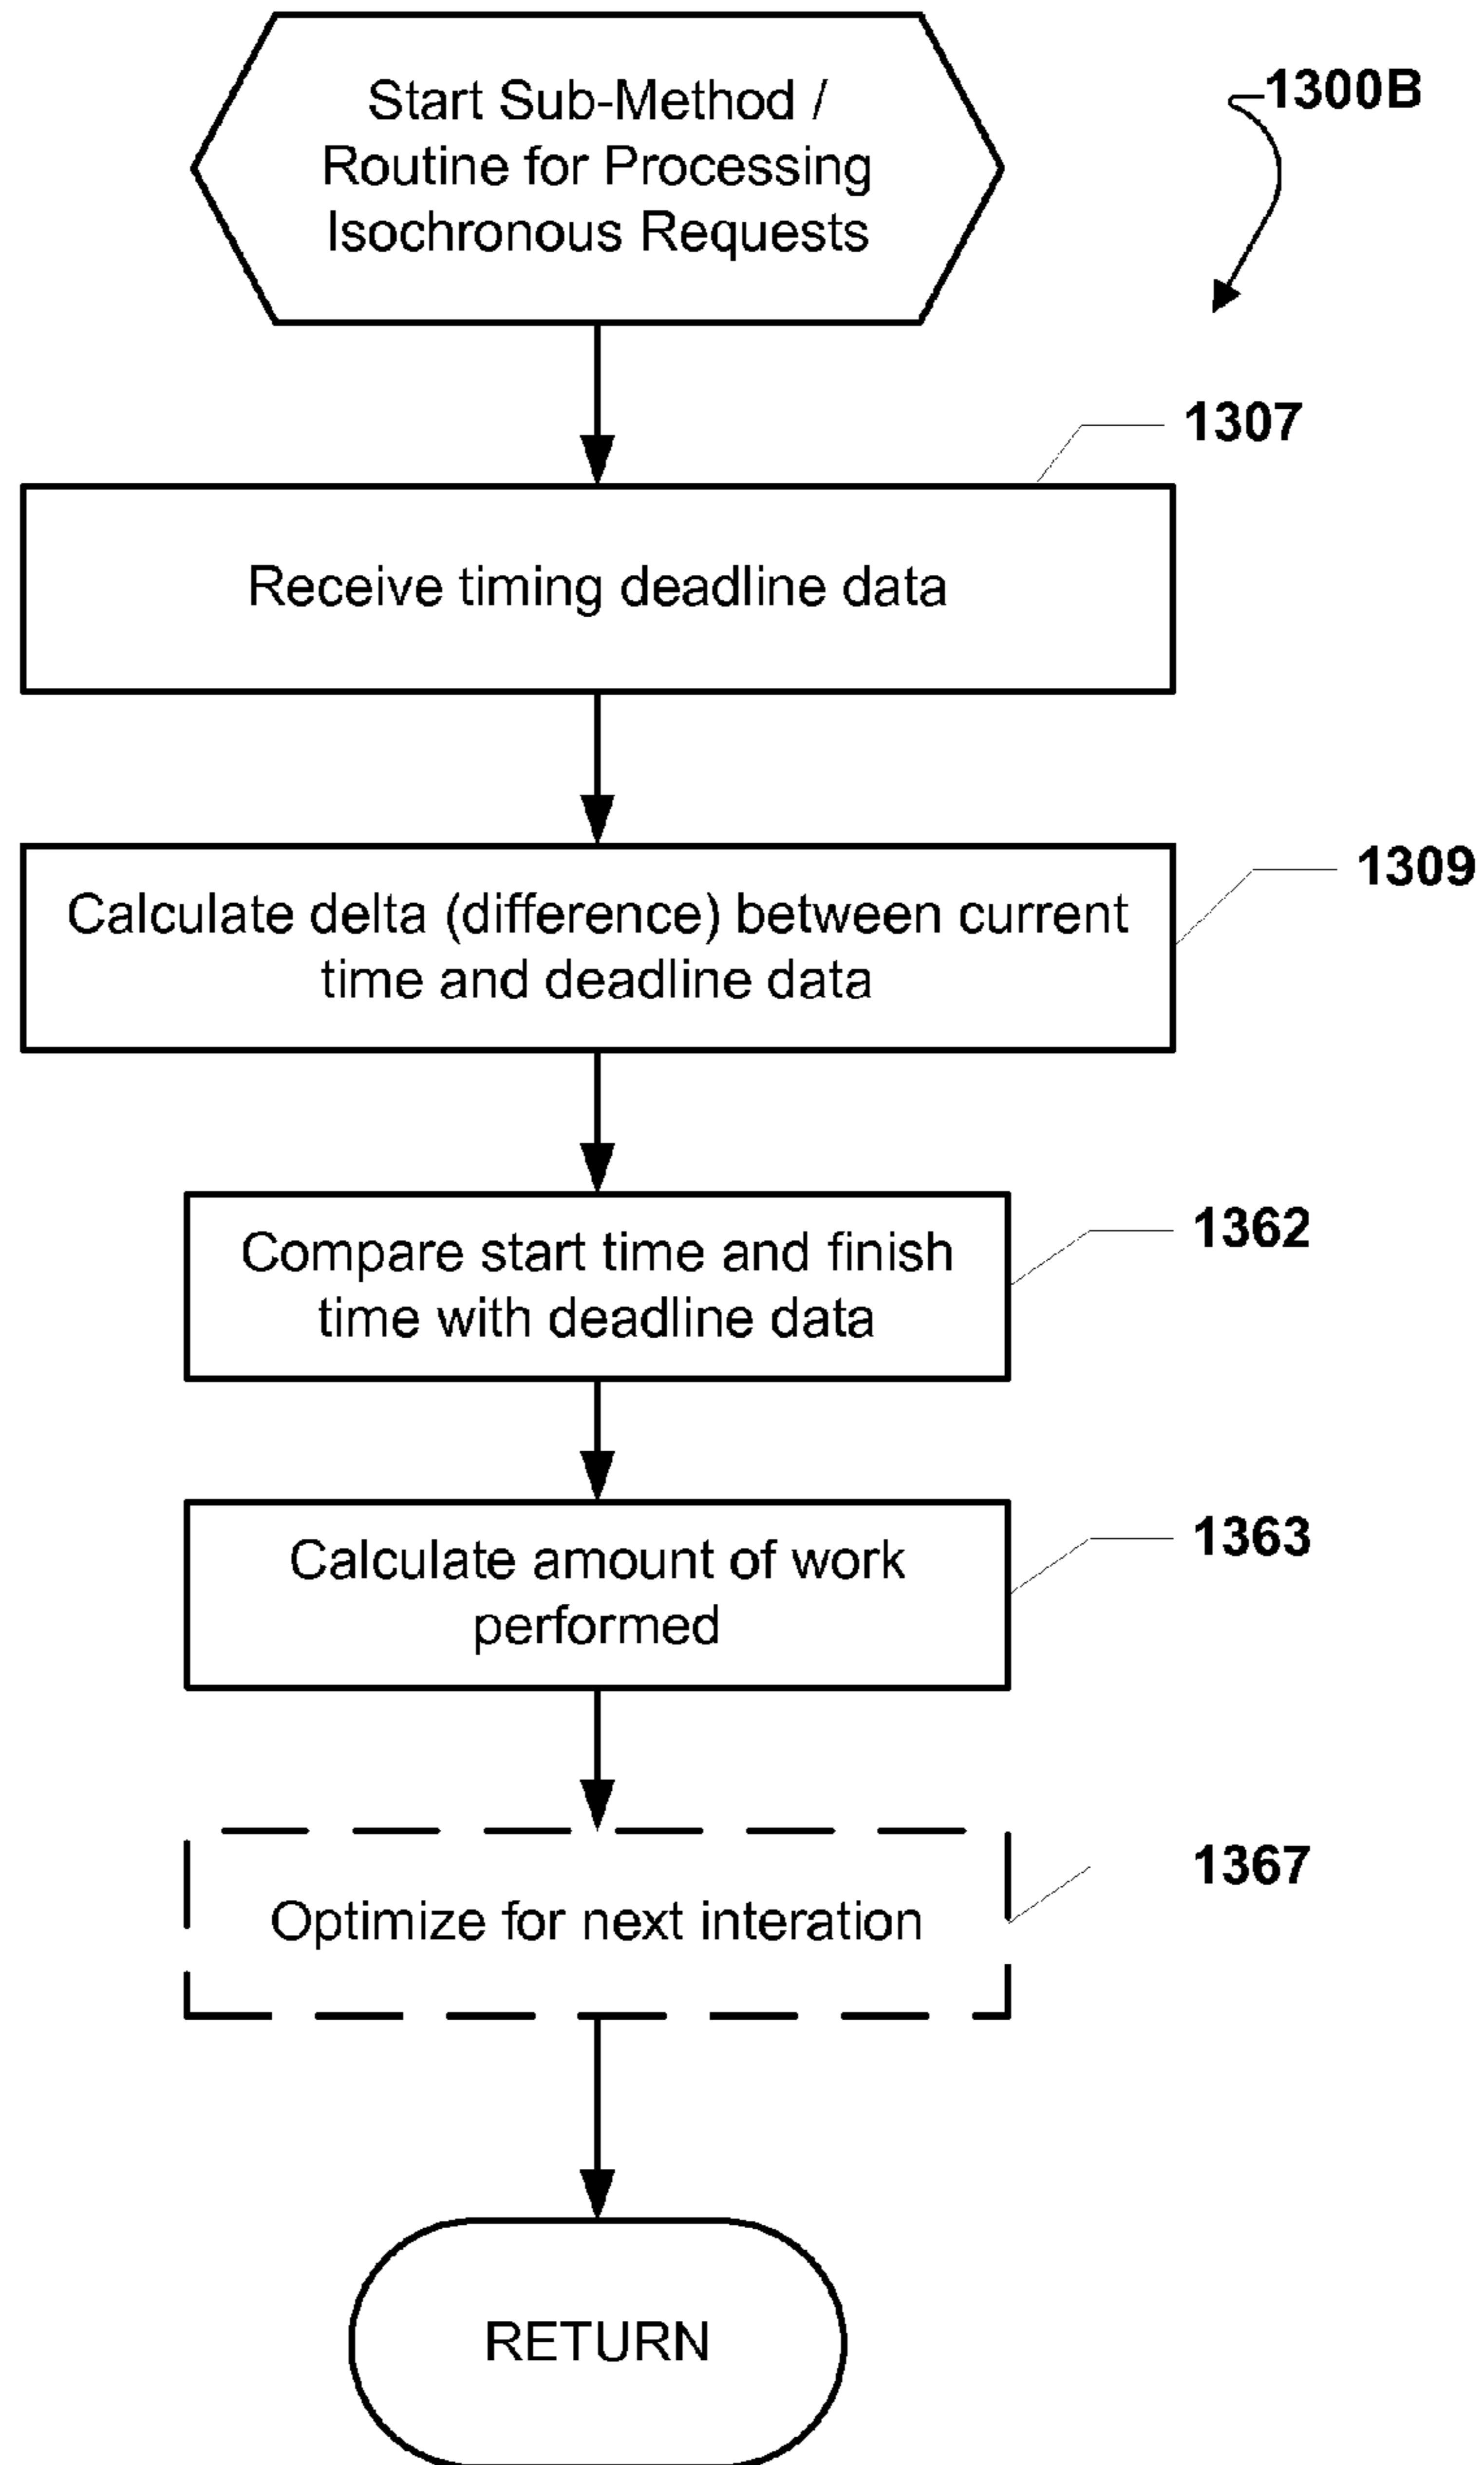 Start Sub-Method /
Routine for Processing
Isochronous Requests
1300B
1307
Receive timing deadline data
1309
Calculate delta (difference) between current
time and deadline data
1362
Compare start time and finish
time with deadline data
1363
Calculate amount of work
performed
1367
Optimize for next interation
RETURN